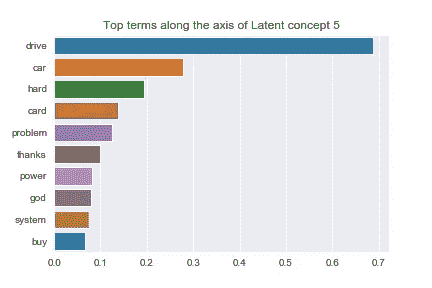 Top terms along the axis of Latent concept 5
drive
car
hard
card
problem
thanks
power
god
system
buy
0.0 0.1 0.2 0.3 0.4 0.5 0.6 0.7